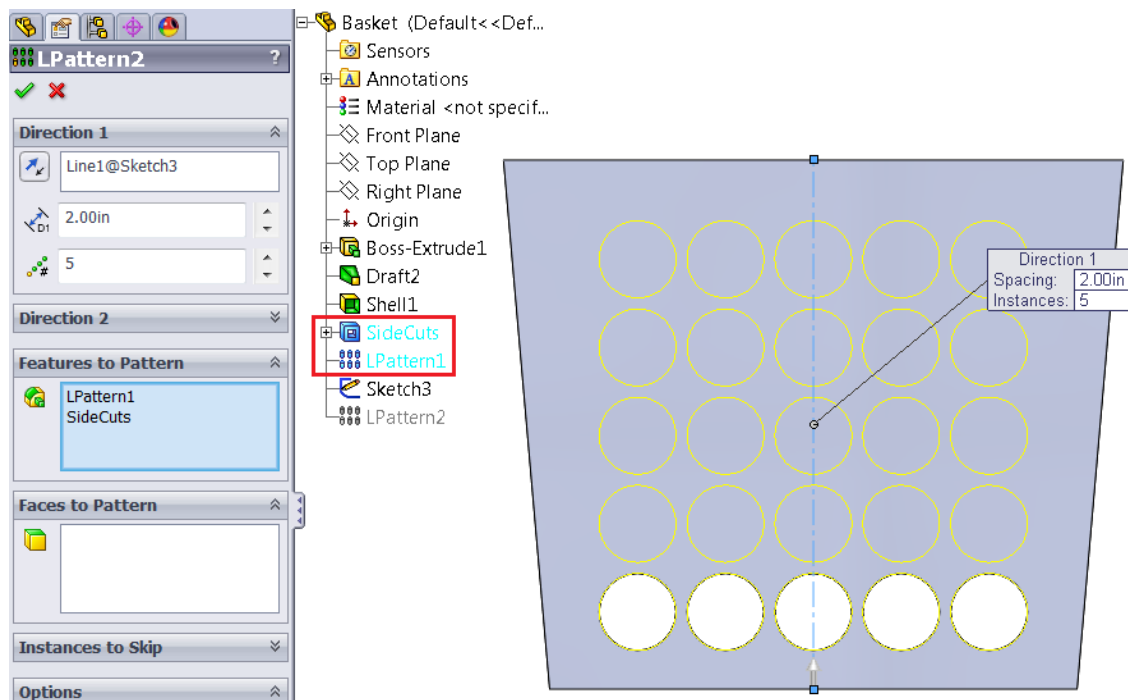 LPattern2
?
Direction 1
Line1@Sketch3
D1
2.00in
#
5
Direction 2
Features to Pattern
LPattern1
SideCuts
Faces to Pattern
Instances to Skip
Options
Basket (Default<<Def...
Sensors
A Annotations
Material <not specif...
Front Plane
Top Plane
Right Plane
Origin
Boss-Extrude1
Draft2
Shell1
SideCuts
LPattern1
Sketch3
LPattern2
Direction 1
Spacing: 2.00in
Instances: 5